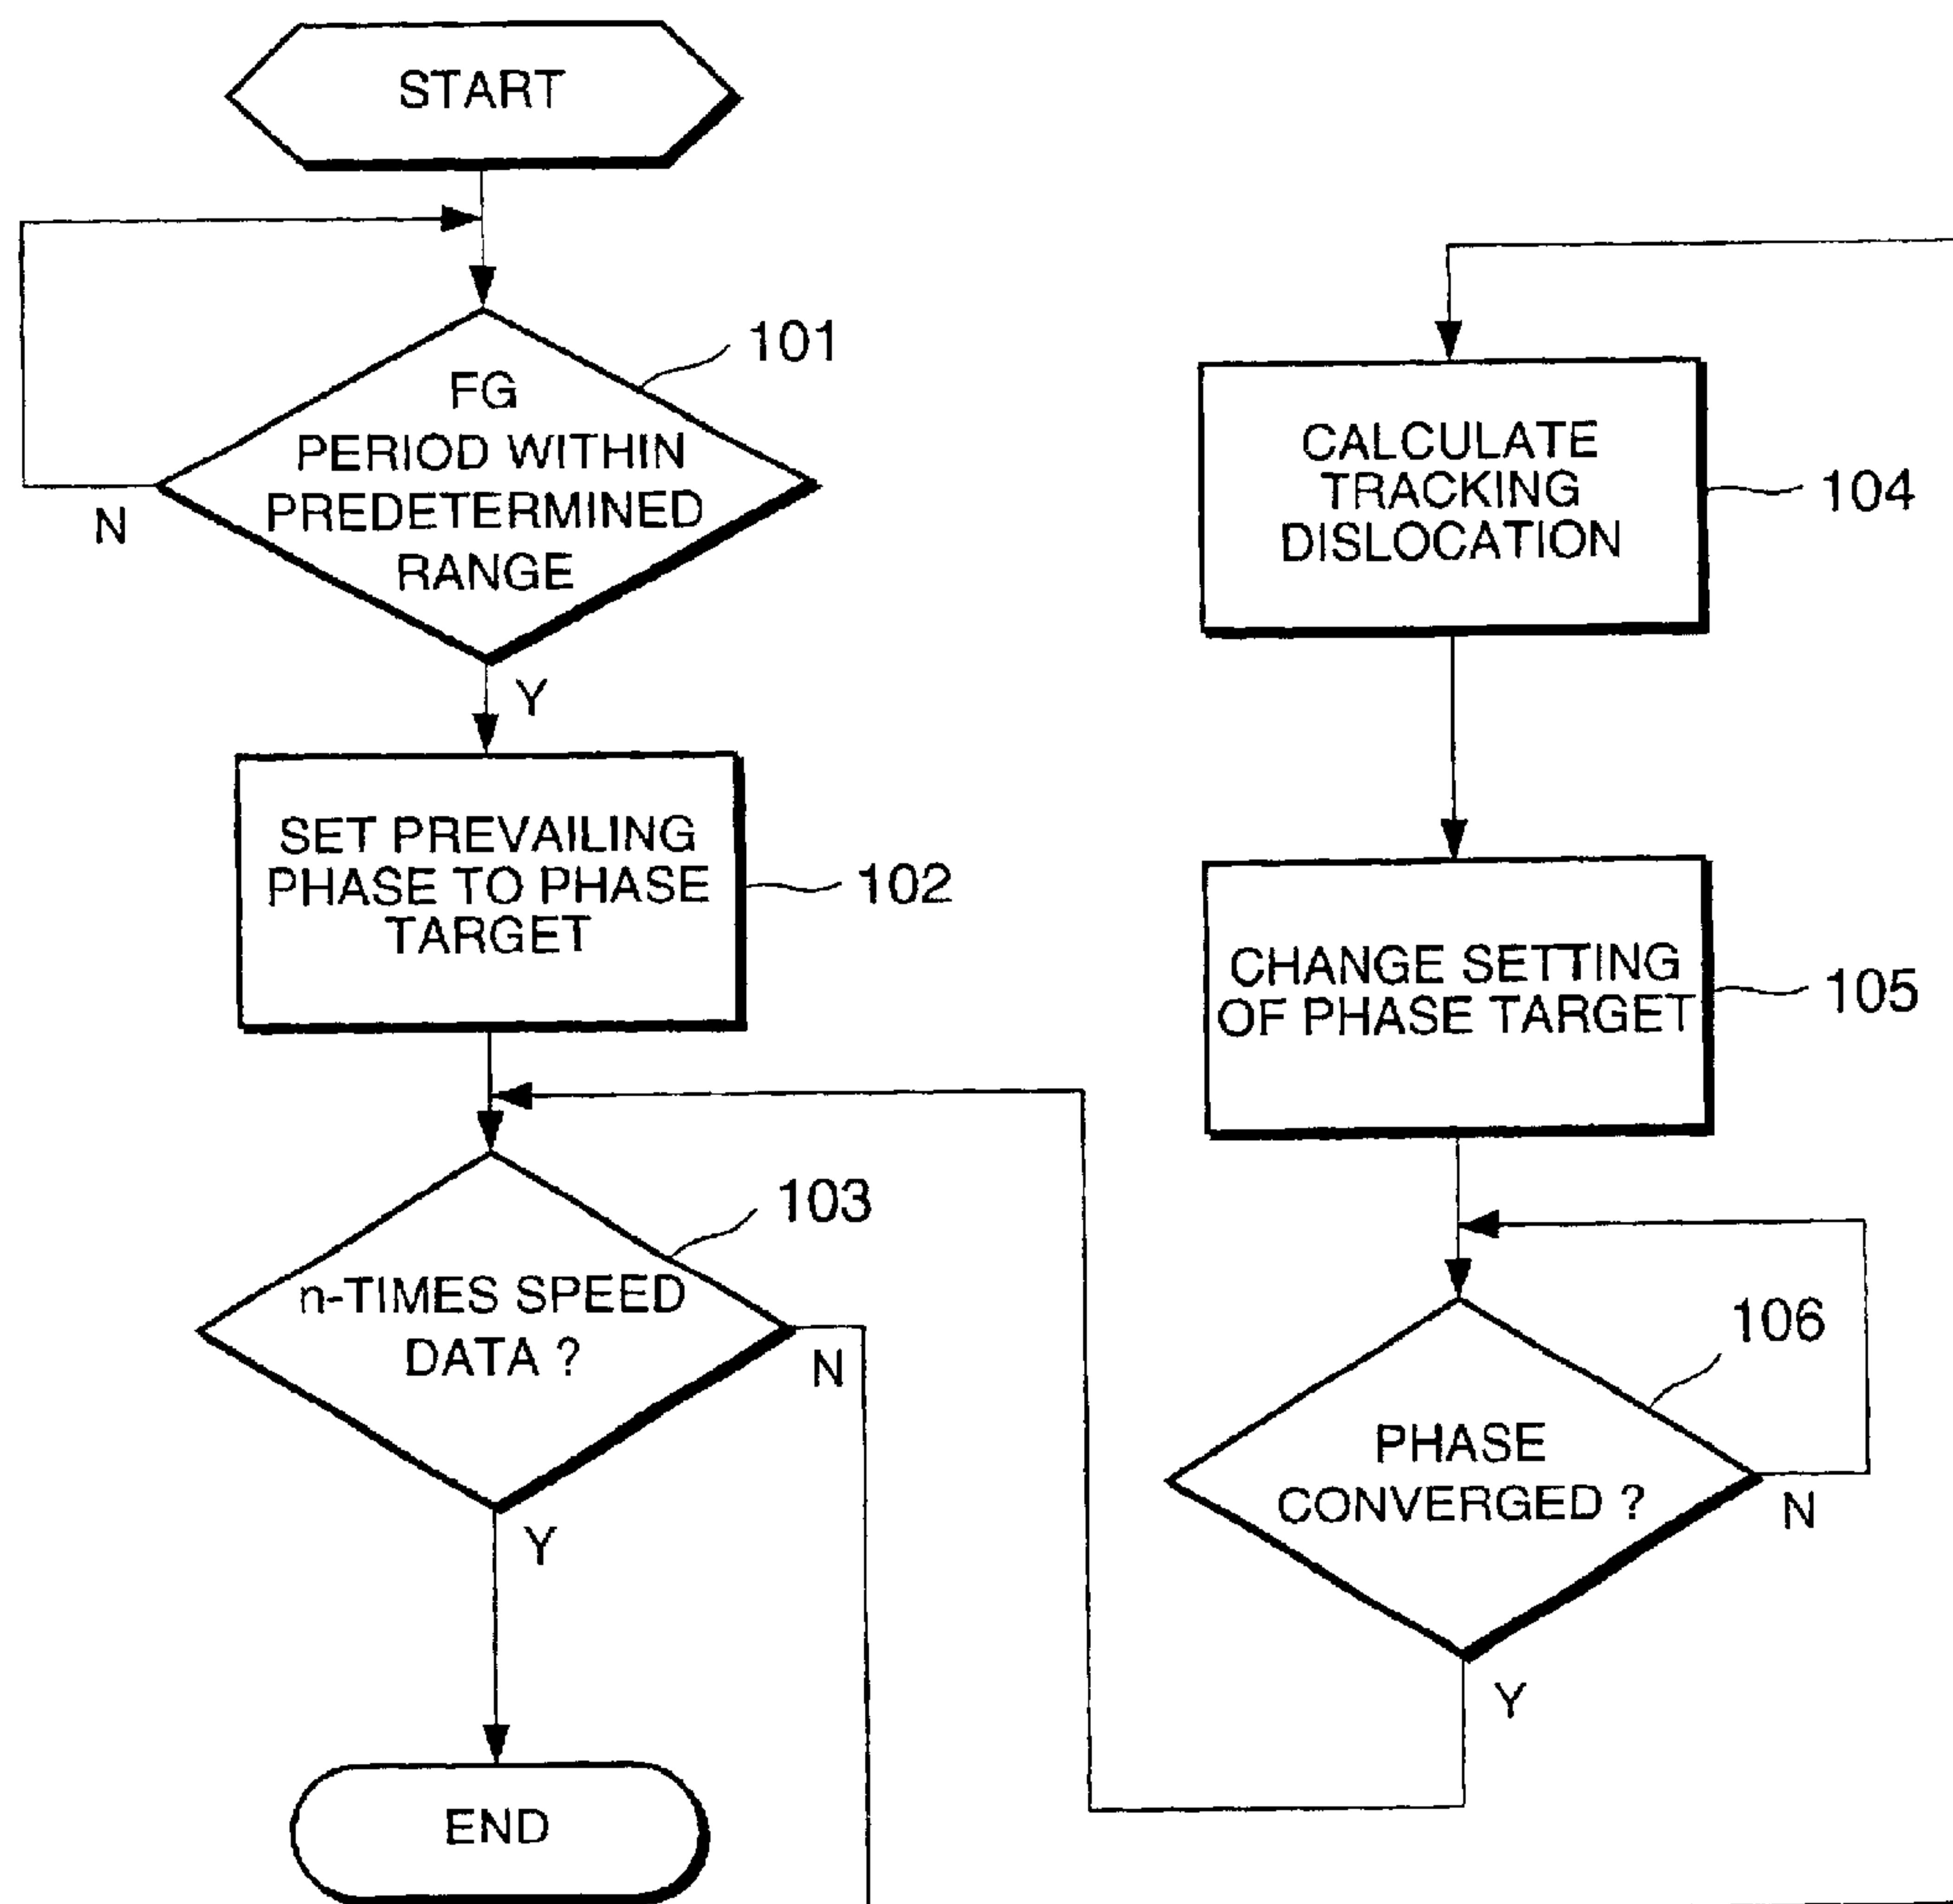 START
101
FG
PERIOD WITHIN
PREDETERMINED
RANGE
N
Y
SET PREVAILING
PHASE TO PHASE
TARGET
102
103
n-TIMES SPEED
DATA ?
N
Y
END
CALCULATE
TRACKING
DISLOCATION
104
CHANGE SETTING
OF PHASE TARGET
105
106
PHASE
CONVERGED ?
N
Y